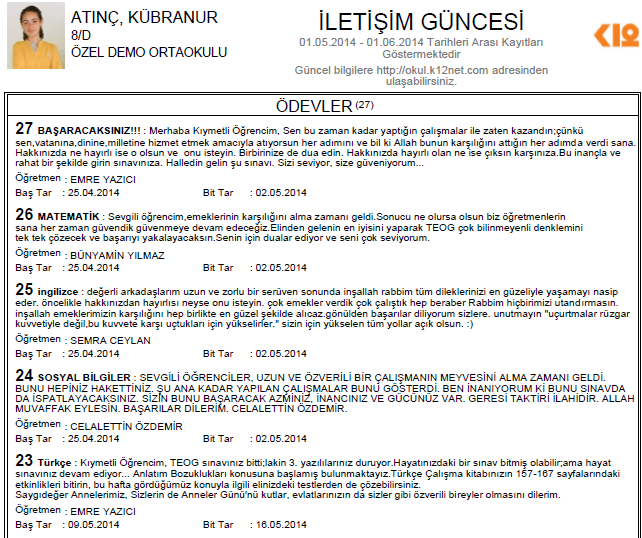 ATINÇ, KÜBRANUR
8/D
ÖZEL DEMO ORTAOKULU
İLETİŞİM GÜNCESİ
01.05.2014 - 01.06.2014 Tarihleri Arası Kayıtları
Göstermektedir
Güncel bilgilere http://okul.k12net.com adresinden
ulaşabilirsiniz.
K12
ÖDEVLER (27)
27 BAŞARACAKSINIZ!!! : Merhaba Kıymetli Öğrencim, Sen bu zaman kadar yaptığın çalışmalar ile zaten kazandın;çünkü
sen,vatanına,dinine,milletine hizmet etmek amacıyla atıyorsun her adımını ve bil ki Allah bunun karşılığını attığın her adımda verdi sana.
Hakkınızda ne hayırlı ise o olsun ve onu isteyin. Birbirinize de dua edin. Hakkınızda hayırlı olan ne ise çıksın karşınıza.Bu inançla ve
rahat bir şekilde girin sınavınıza. Halledin gelin şu sınavı. Sizi seviyor, size güveniyorum...
Öğretmen : EMRE YAZICI
Baş Tar : 25.04.2014 Bit Tar : 02.05.2014
26 MATEMATİK : Sevgili öğrencim,emeklerinin karşılığını alma zamanı geldi.Sonucu ne olursa olsun biz öğretmenlerin
sana her zaman güvendik güvenmeye devam edeceğiz.Elinden gelenin en iyisini yaparak TEOG çok bilinmeyenli denklemini
tek tek çözecek ve başarıyı yakalayacaksın.Senin için dualar ediyor ve seni çok seviyorum.
Öğretmen : BÜNYAMİN YILMAZ
Baş Tar : 25.04.2014 Bit Tar : 02.05.2014
25 ingilizce : değerli arkadaşlarım uzun ve zorlu bir serüven sonunda inşallah rabbim tüm dileklerinizi en güzeliyle yaşamayı nasip
eder. öncelikle hakkınızdan hayırlısı neyse onu isteyin. çok emekler verdik çok çalıştık hep beraber Rabbim hiçbirimizi utandırmasın.
inşallah emeklerimizin karşılığını hep birlikte en güzel şekilde alıcaz.gönülden başarılar diliyorum sizlere. unutmayın "uçurtmalar rüzgar
kuvvetiyle değil,bu kuvvete karşı uçtukları için yükselirler." sizin için yükselen tüm yollar açık olsun. :)
Öğretmen : SEMRA CEYLAN
Baş Tar : 25.04.2014 Bit Tar : 02.05.2014
24 SOSYAL BİLGİLER : SEVGİLİ ÖĞRENCİLER, UZUN VE ÖZVERİLİ BİR ÇALIŞMANIN MEYVESİNİ ALMA ZAMANI GELDİ.
BUNU HEPİNİZ HAKETTİNİZ. ŞU ANA KADAR YAPILAN ÇALIŞMALAR BUNU GÖSTERDİ. BEN İNANIYORUM Kİ BUNU SINAVDA
DA İSPATLAYACAKSINIZ. SİZİN BUNU BAŞARACAK AZMİNİZ, İNANCINIZ VE GÜCÜNÜZ VAR. GERESİ TAKTİRİ İLAHİDİR. ALLAH
MUVAFFAK EYLESİN. BAŞARILAR DİLERİM. CELALETTİN ÖZDEMİR.
Öğretmen : CELALETTİN ÖZDEMİR
Baş Tar : 25.04.2014 Bit Tar : 02.05.2014
23 Türkçe : Kıymetli Öğrencim, TEOG sınavınız bitti;lakin 3. yazılılarınız duruyor.Hayatınızdaki bir sınav bitmiş olabilir;ama hayat
sınavınız devam ediyor... Anlatım Bozuklukları konusuna başlamış bulunmaktayız.Türkçe Çalışma kitabınızın 157-167 sayfalarındaki
etkinlikleri bitirin, bu hafta gördüğümüz konuyla ilgili elinizdeki testlerden de çözebilirsiniz.
Saygıdeğer Annelerimiz, Sizlerin de Anneler Günü'nü kutlar, evlatlarınızın da sizler gibi özverili bireyler olmasını dilerim.
Öğretmen : EMRE YAZICI
Baş Tar : 09.05.2014 Bit Tar : 16.05.2014